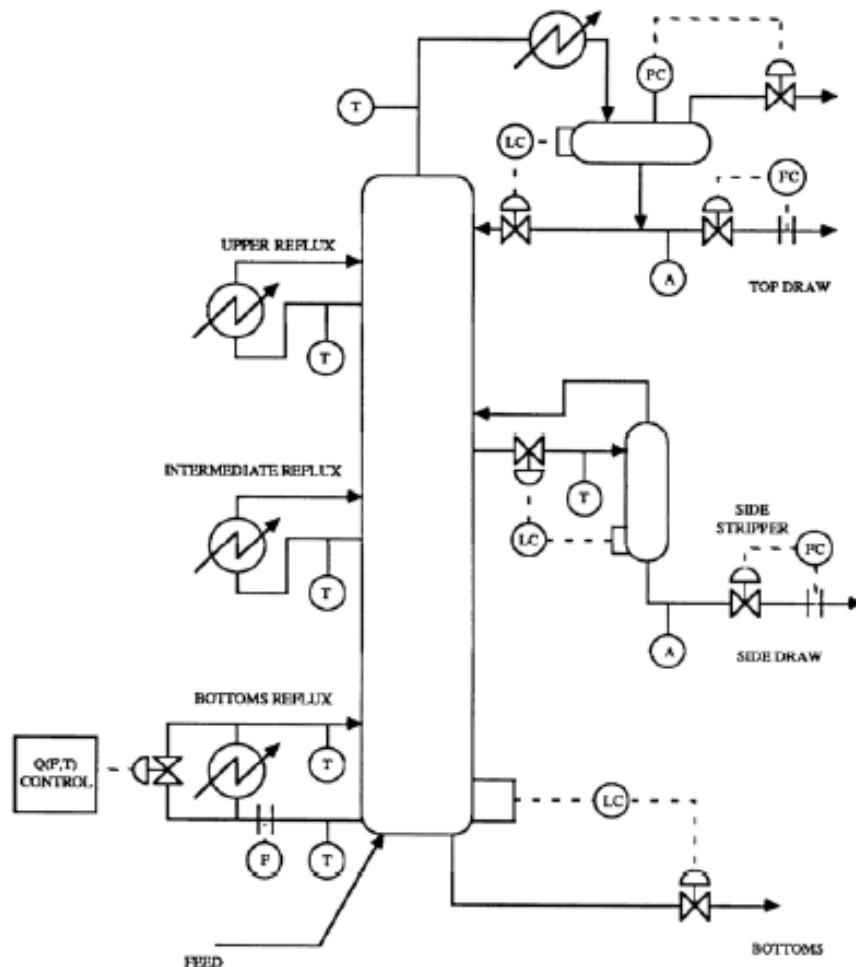 PC
T
LC
FC
UPPER REFLUX
A
TOP DRAW
T
INTERMEDIATE REFLUX
T
SIDE
STRIPPER
LC
FC
T
A
SIDE DRAW
BOTTOMS REFLUX
Q(F,T)
CONTROL
T
LC
F
T
BOTTOMS
FEED